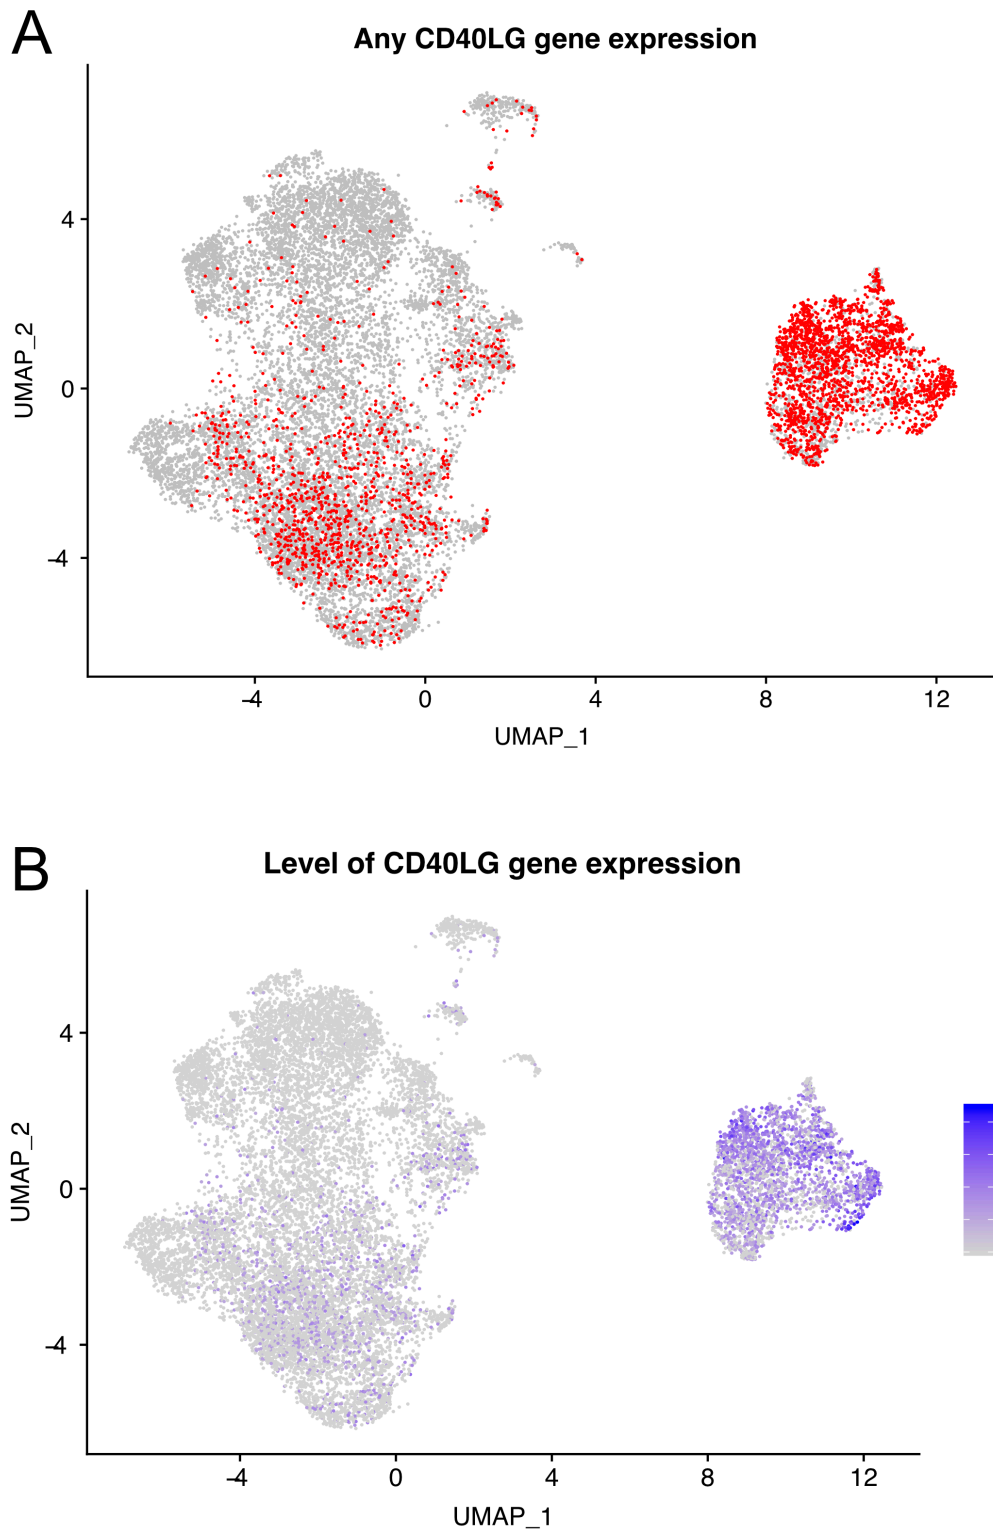 A
Any CD40LG gene expression
UMAP_2
4
0
−4
−4 0 4 8 12
UMAP_1
B
Level of CD40LG gene expression
UMAP_2
4
0
−4
−4 0 4 8 12
UMAP_1